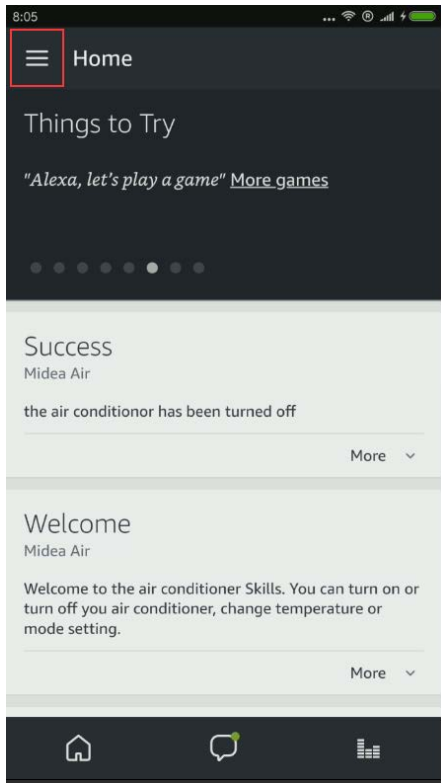 8:05
Home
Things to Try
"Alexa, let's play a game" More games
Success
Midea Air
the air conditionor has been turned off
More
Welcome
Midea Air
Welcome to the air conditioner Skills. You can turn on or
turn off you air conditioner, change temperature or
mode setting.
More